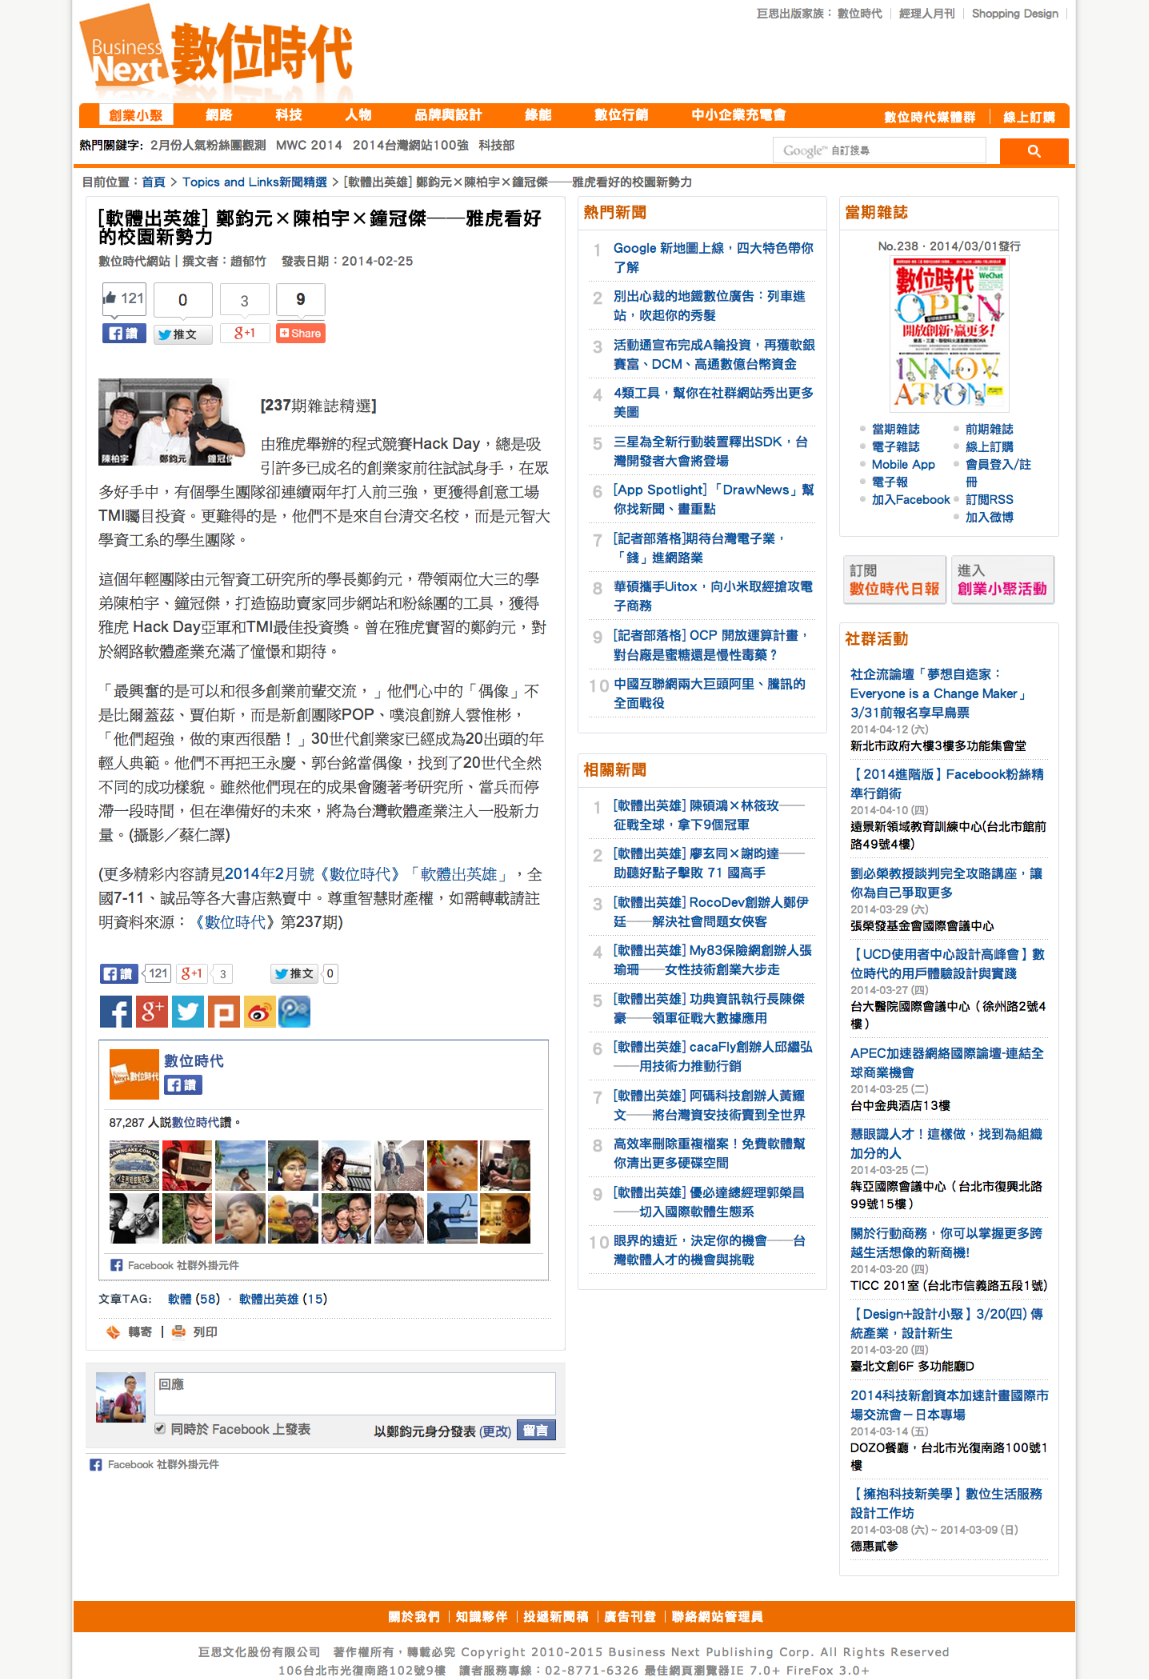 巨思出版家族： 數位時代 | 經理人月刊 | Shopping Design |
Business
Next 數位時代
創業小聚 網路 科技 人物 品牌與設計 綠能 數位行銷 中小企業充電會 數位時代媒體群 | 線上訂購
熱門關鍵字: 2月份人氣粉絲團觀測 MWC 2014 2014台灣網站100強 科技部
Google™ 自訂搜尋
目前位置：首頁 > Topics and Links新聞精選 > [軟體出英雄] 鄭鈞元×陳柏宇×鐘冠傑──雅虎看好的校園新勢力
[軟體出英雄] 鄭鈞元×陳柏宇×鐘冠傑──雅虎看好
的校園新勢力
數位時代網站 | 撰文者：趙郁竹 發表日期：2014-02-25
121 0 3 9
讚 推文 g+1 Share
陳柏宇 鄭鈞元 鐘冠傑
[237期雜誌精選]
由雅虎舉辦的程式競賽Hack Day，總是吸
引許多已成名的創業家前往試試身手，在眾
多好手中，有個學生團隊卻連續兩年打入前三強，更獲得創意工場
TMI矚目投資。更難得的是，他們不是來自台清交名校，而是元智大
學資工系的學生團隊。
這個年輕團隊由元智資工研究所的學長鄭鈞元，帶領兩位大三的學
弟陳柏宇、鐘冠傑，打造協助賣家同步網站和粉絲團的工具，獲得
雅虎 Hack Day亞軍和TMI最佳投資獎。曾在雅虎實習的鄭鈞元，對
於網路軟體產業充滿了憧憬和期待。
「最興奮的是可以和很多創業前輩交流，」他們心中的「偶像」不
是比爾蓋茲、賈伯斯，而是新創團隊POP、噗浪創辦人雲惟彬，
「他們超強，做的東西很酷！」30世代創業家已經成為20出頭的年
輕人典範。他們不再把王永慶、郭台銘當偶像，找到了20世代全然
不同的成功樣貌。雖然他們現在的成果會隨著考研究所、當兵而停
滯一段時間，但在準備好的未來，將為台灣軟體產業注入一股新力
量。(攝影／蔡仁譯)
(更多精彩內容請見2014年2月號《數位時代》「軟體出英雄」，全
國7-11、誠品等各大書店熱賣中。尊重智慧財產權，如需轉載請註
明資料來源：《數位時代》第237期)
讚 121 g+1 3 推文 0
數位時代
讚
87,287 人說數位時代讚。
Facebook 社群外掛元件
文章TAG: 軟體 (58) · 軟體出英雄 (15)
轉寄 | 列印
回應
同時於 Facebook 上發表 以鄭鈞元身分發表 (更改) 留言
Facebook 社群外掛元件
熱門新聞
1 Google 新地圖上線，四大特色帶你
了解
2 別出心裁的地鐵數位廣告：列車進
站，吹起你的秀髮
3 活動通宣布完成A輪投資，再獲軟銀
賽富、DCM、高通數億台幣資金
4 4類工具，幫你在社群網站秀出更多
美圖
5 三星為全新行動裝置釋出SDK，台
灣開發者大會將登場
6 [App Spotlight] 「DrawNews」幫
你找新聞、畫重點
7 [記者部落格]期待台灣電子業，
「錢」進網路業
8 華碩攜手Uitox，向小米取經搶攻電
子商務
9 [記者部落格] OCP 開放運算計畫，
對台廠是蜜糖還是慢性毒藥？
10 中國互聯網兩大巨頭阿里、騰訊的
全面戰役
相關新聞
1 [軟體出英雄] 陳碩鴻×林筱玫──
征戰全球，拿下9個冠軍
2 [軟體出英雄] 廖玄同×謝昀達──
助聽好點子擊敗 71 國高手
3 [軟體出英雄] RocoDev創辦人鄭伊
廷──解決社會問題女俠客
4 [軟體出英雄] My83保險網創辦人張
瑜珊──女性技術創業大步走
5 [軟體出英雄] 功典資訊執行長陳傑
豪──領軍征戰大數據應用
6 [軟體出英雄] cacaFly創辦人邱繼弘
──用技術力推動行銷
7 [軟體出英雄] 阿碼科技創辦人黃耀
文──將台灣資安技術賣到全世界
8 高效率刪除重複檔案！免費軟體幫
你清出更多硬碟空間
9 [軟體出英雄] 優必達總經理郭榮昌
──切入國際軟體生態系
10 眼界的遠近，決定你的機會──台
灣軟體人才的機會與挑戰
當期雜誌
No.238．2014/03/01發行
數位時代
WeChat
OPEN
開放創新,贏更多!
INNOV
ATION
當期雜誌 前期雜誌
電子雜誌 線上訂購
Mobile App 會員登入/註
冊
電子報 訂閱RSS
加入Facebook 加入微博
訂閱
數位時代日報
進入
創業小聚活動
社群活動
社企流論壇「夢想自造家：
Everyone is a Change Maker」
3/31前報名享早鳥票
2014-04-12 (六)
新北市政府大樓3樓多功能集會堂
【2014進階版】Facebook粉絲精
準行銷術
2014-04-10 (四)
遠景新領域教育訓練中心(台北市館前
路49號4樓)
劉必榮教授談判完全攻略講座，讓
你為自己爭取更多
2014-03-29 (六)
張榮發基金會國際會議中心
【UCD使用者中心設計高峰會】數
位時代的用戶體驗設計與實踐
2014-03-27 (四)
台大醫院國際會議中心（徐州路2號4
樓）
APEC加速器網絡國際論壇-連結全
球商業機會
2014-03-25 (二)
台中金典酒店13樓
慧眼識人才！這樣做，找到為組織
加分的人
2014-03-25 (二)
犇亞國際會議中心（台北市復興北路
99號15樓）
關於行動商務，你可以掌握更多跨
越生活想像的新商機!
2014-03-20 (四)
TICC 201室 (台北市信義路五段1號)
【Design+設計小聚】3/20(四) 傳
統產業，設計新生
2014-03-20 (四)
臺北文創6F 多功能廳D
2014科技新創資本加速計畫國際市
場交流會－日本專場
2014-03-14 (五)
DOZO餐廳，台北市光復南路100號1
樓
【擁抱科技新美學】數位生活服務
設計工作坊
2014-03-08 (六) ~ 2014-03-09 (日)
德惠貳參
關於我們 | 知識夥伴 | 投遞新聞稿 | 廣告刊登 | 聯絡網站管理員
巨思文化股份有限公司 著作權所有，轉載必究 Copyright 2010-2015 Business Next Publishing Corp. All Rights Reserved
106台北市光復南路102號9樓 讀者服務專線：02-8771-6326 最佳網頁瀏覽器IE 7.0+ FireFox 3.0+